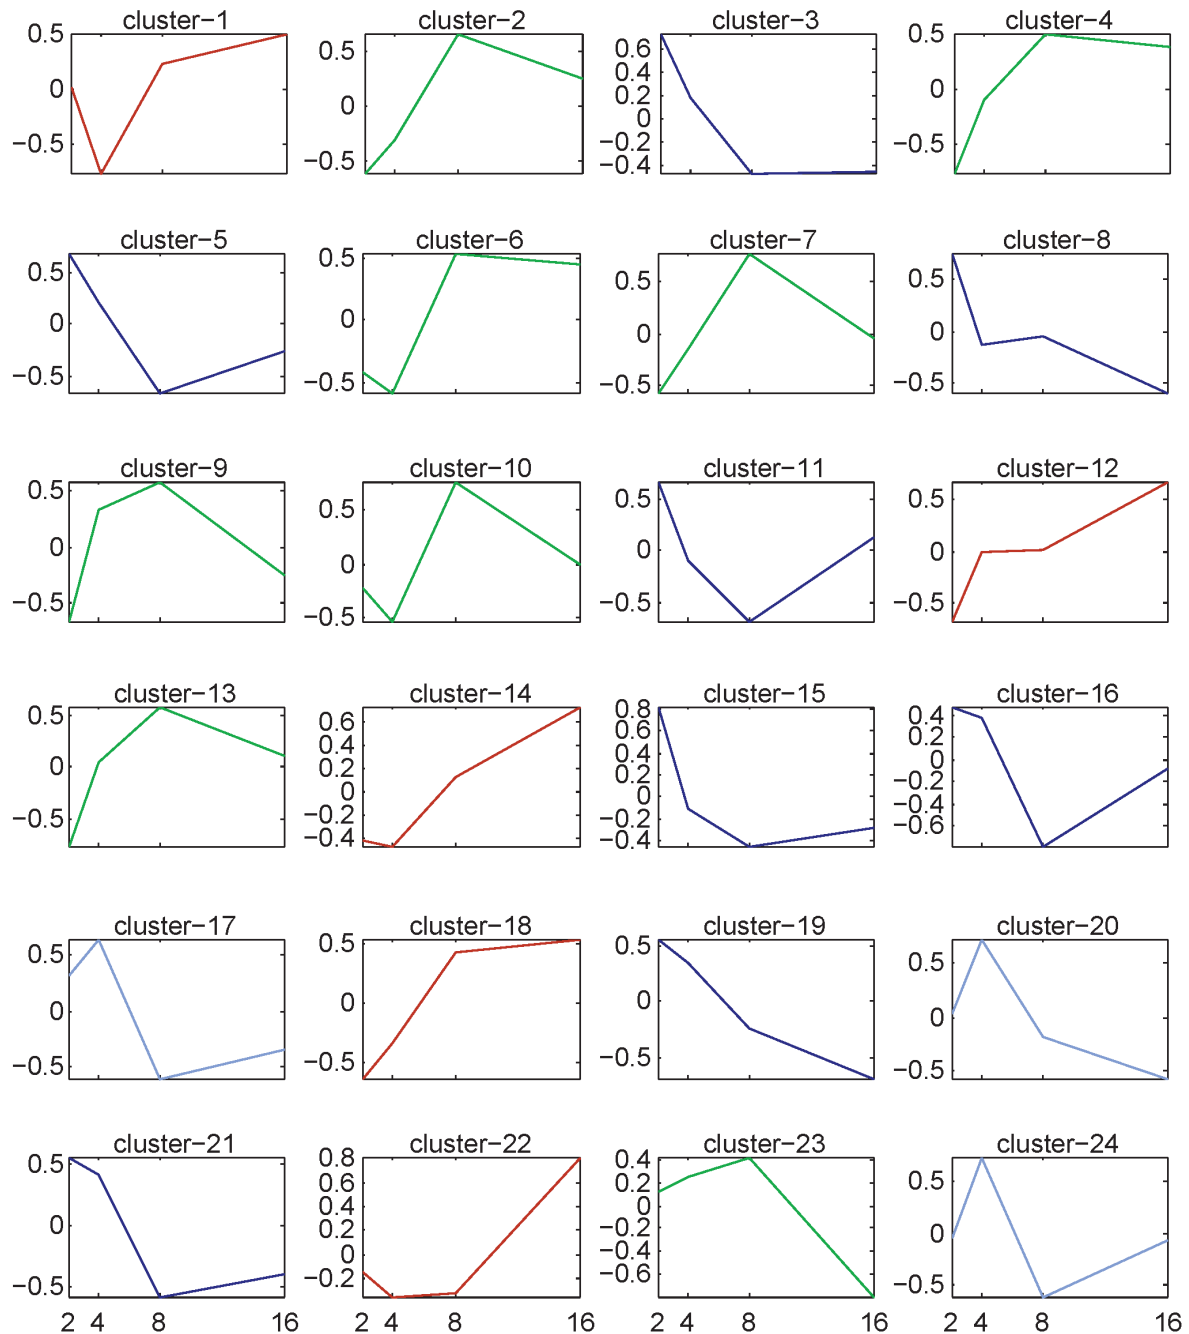 cluster−1 cluster−2 cluster−3 cluster−4
0.5 0 −0.5
0.5 0 −0.5
0.6 0.4 0.2 0 −0.2 −0.4
0.5 0 −0.5
cluster−5 cluster−6 cluster−7 cluster−8
0.5 0 −0.5
0.5 0 −0.5
0.5 0 −0.5
0.5 0 −0.5
cluster−9 cluster−10 cluster−11 cluster−12
0.5 0 −0.5
0.5 0 −0.5
0.5 0 −0.5
0.5 0 −0.5
cluster−13 cluster−14 cluster−15 cluster−16
0.5 0 −0.5
0.6 0.4 0.2 0 −0.2 −0.4
0.8 0.6 0.4 0.2 0 −0.2 −0.4
0.4 0.2 0 −0.2 −0.4 −0.6
cluster−17 cluster−18 cluster−19 cluster−20
0.5 0 −0.5
0.5 0 −0.5
0.5 0 −0.5
0.5 0 −0.5
cluster−21 cluster−22 cluster−23 cluster−24
0.5 0 −0.5
0.8 0.6 0.4 0.2 0 −0.2
0.4 0.2 0 −0.2 −0.4 −0.6
0.5 0 −0.5
2 4 8 16 2 4 8 16 2 4 8 16 2 4 8 16